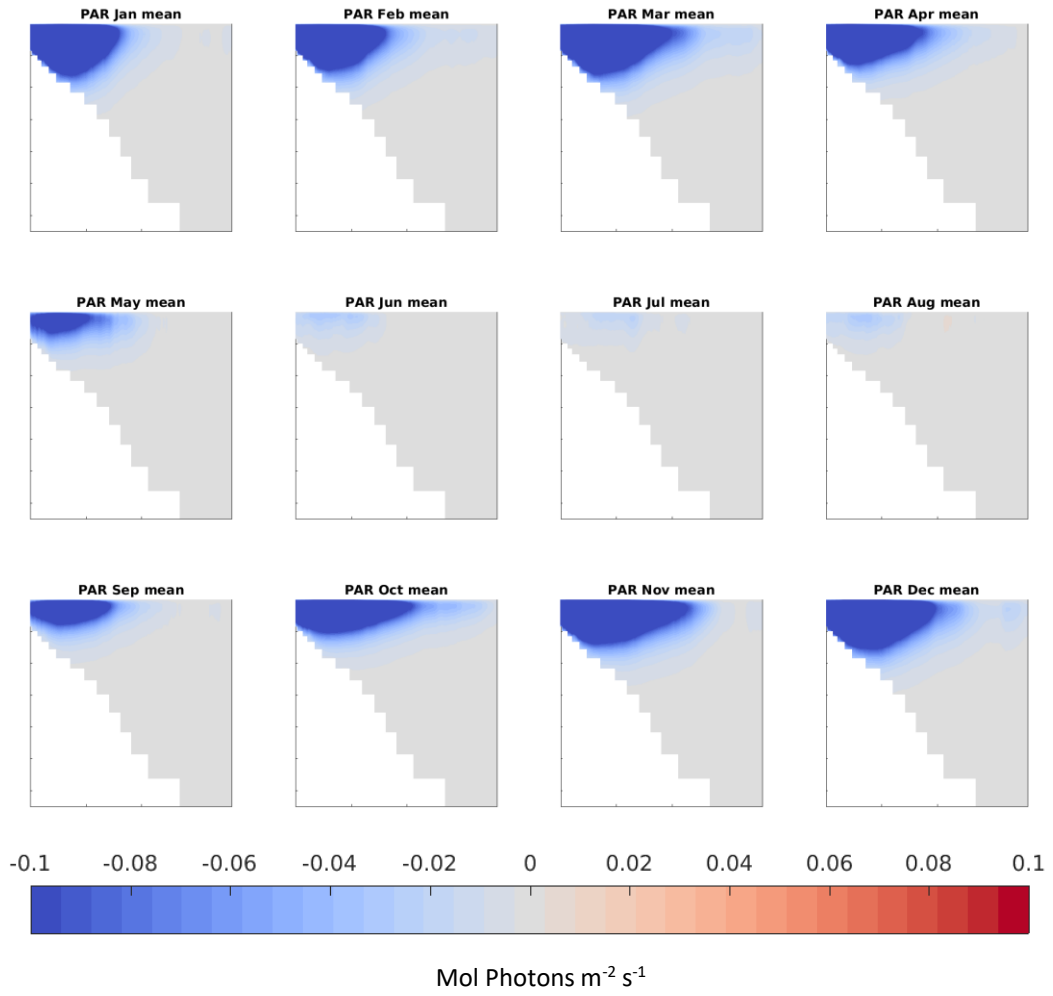 PAR Jan mean PAR Feb mean PAR Mar mean PAR Apr mean
PAR May mean PAR Jun mean PAR Jul mean PAR Aug mean
PAR Sep mean PAR Oct mean PAR Nov mean PAR Dec mean
-0.1 -0.08 -0.06 -0.04 -0.02 0 0.02 0.04 0.06 0.08 0.1
Mol Photons m⁻² s⁻¹